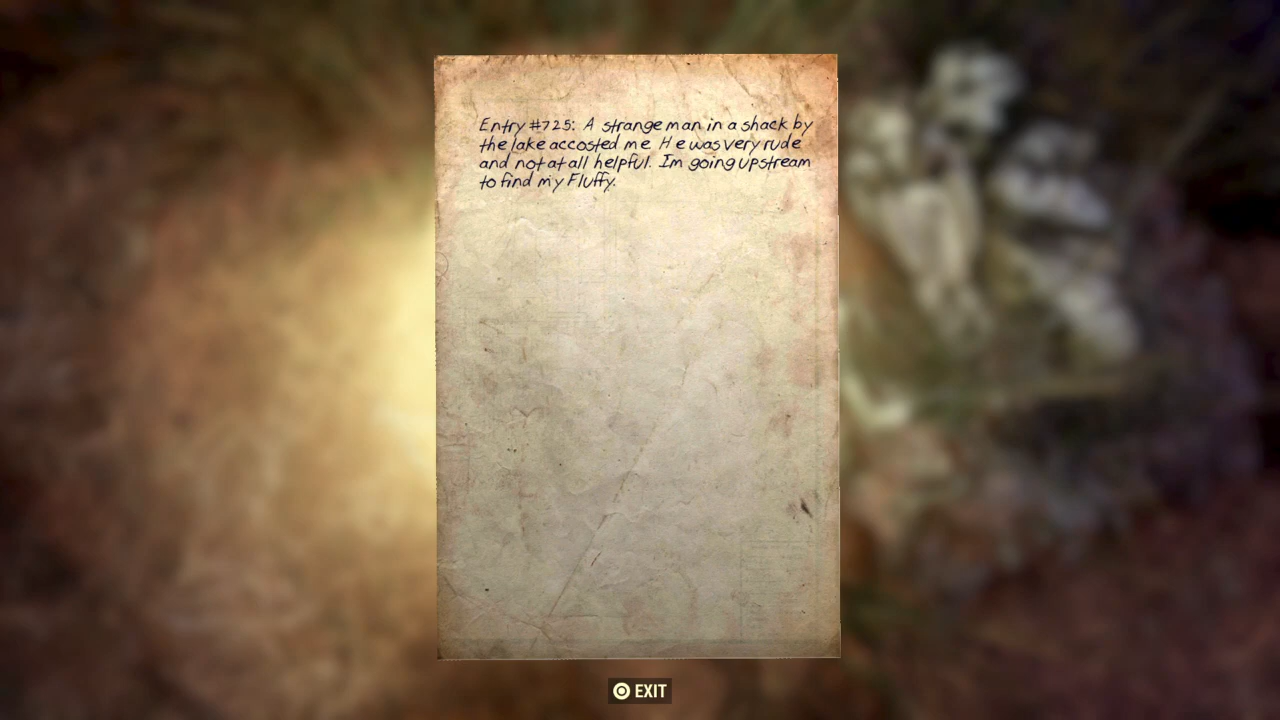 Entry #725: A strange man in a shack by
the lake accosted me. He was very rude
and not at all helpful. Im going upstream
to find my Fluffy.
EXIT